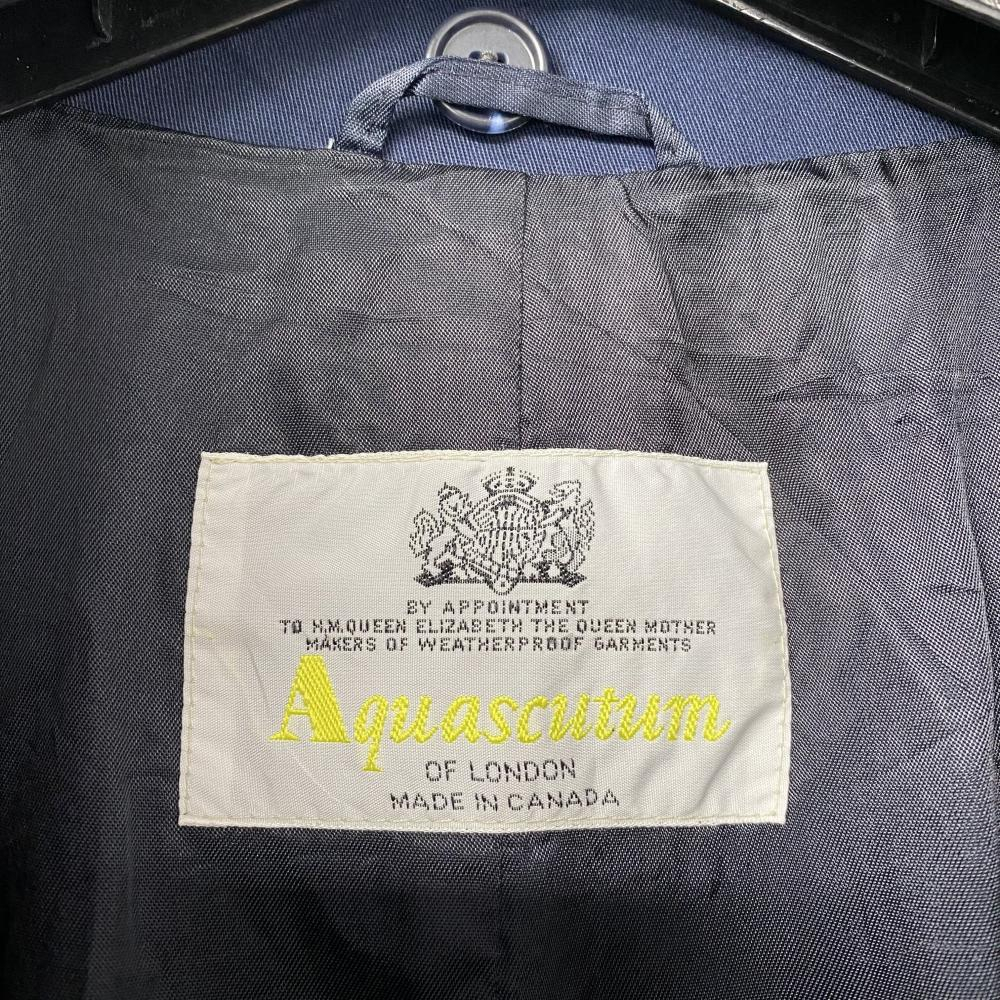 BY APPOINTMENT
TO H.M.QUEEN ELIZABETH THE QUEEN MOTHER
MAKERS OF WEATHERPROOF GARMENTS
Aquascutum
OF LONDON
MADE IN CANADA